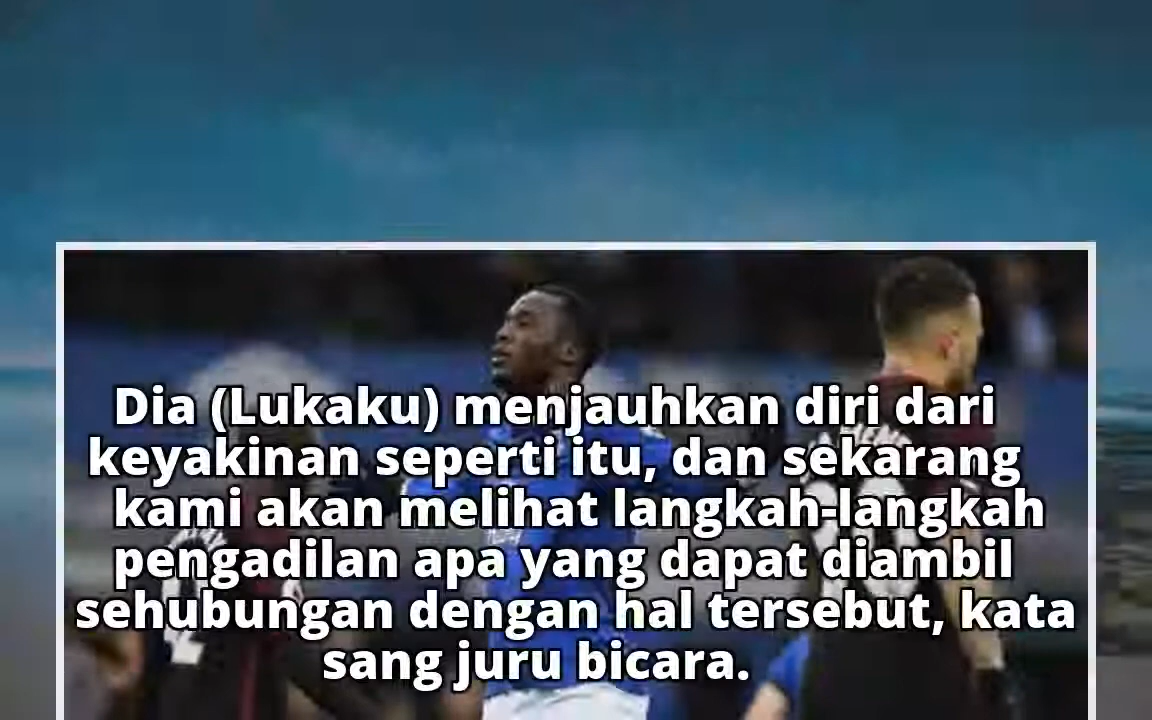 Dia (Lukaku) menjauhkan diri dari
keyakinan seperti itu, dan sekarang
kami akan melihat langkah-langkah
pengadilan apa yang dapat diambil
sehubungan dengan hal tersebut, kata
sang juru bicara.